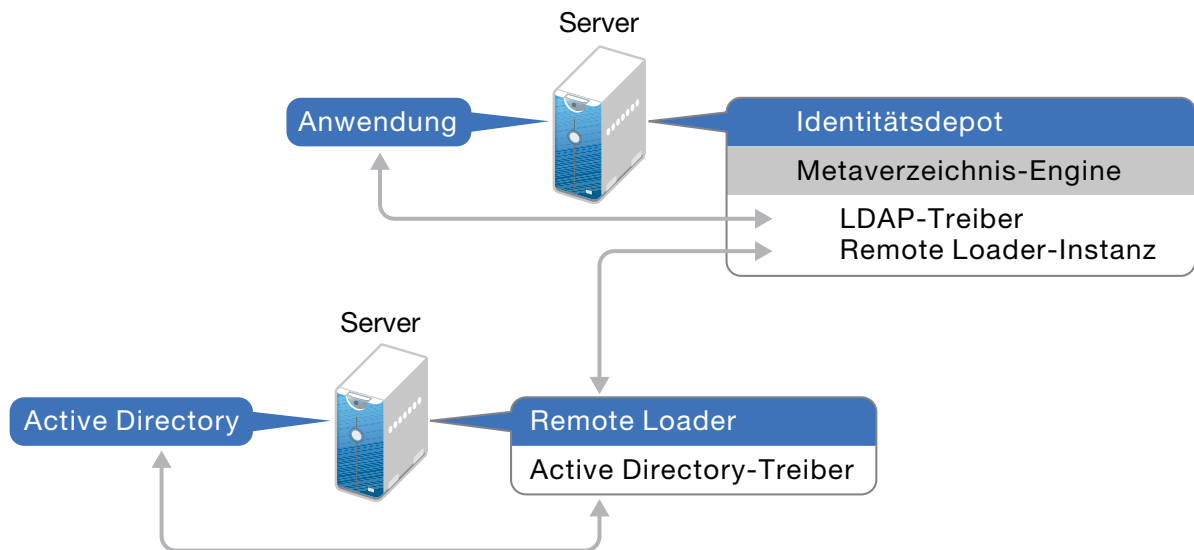 Server
Anwendung
Identitätsdepot
Metaverzeichnis-Engine
LDAP-Treiber
Remote Loader-Instanz
Server
Active Directory
Remote Loader
Active Directory-Treiber